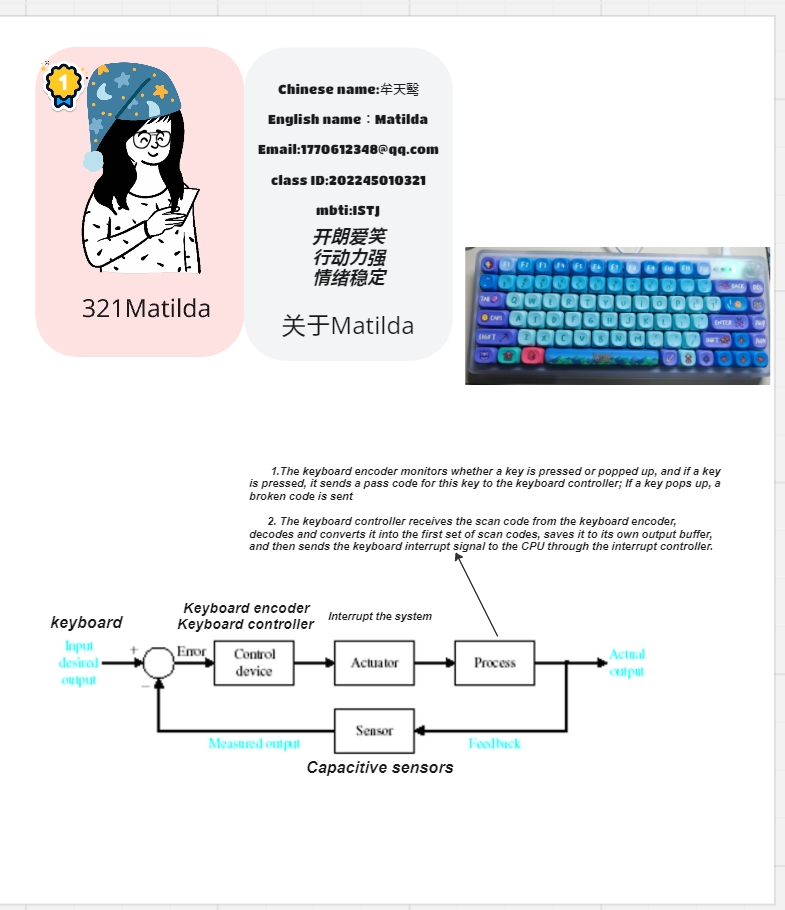 1
321Matilda
Chinese name:牟天翳
English name：Matilda
Email:1770612348@qq.com
class ID:202245010321
mbti:ISTJ
开朗爱笑
行动力强
情绪稳定
关于Matilda
1.The keyboard encoder monitors whether a key is pressed or popped up, and if a key
is pressed, it sends a pass code for this key to the keyboard controller; If a key pops up, a
broken code is sent
2. The keyboard controller receives the scan code from the keyboard encoder,
decodes and converts it into the first set of scan codes, saves it to its own output buffer,
and then sends the keyboard interrupt signal to the CPU through the interrupt controller.
keyboard
Keyboard encoder
Keyboard controller
Interrupt the system
Input
desired
output
+
−
Error
Control
device
Actuator
Process
Actual
output
Sensor
Measured output
Feedback
Capacitive sensors